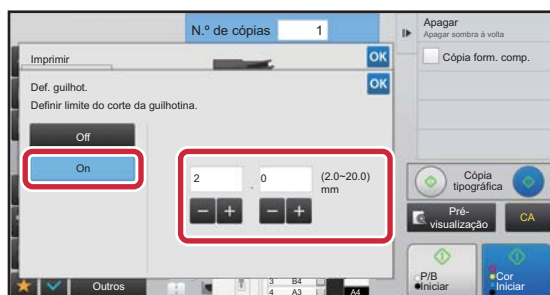 N.º de cópias 1
Apagar
Apagar sombra à volta
Imprimir
OK
Cópia form. comp.
Def. guilhot.
OK
Definir limite do corte da guilhotina.
Off
On
2 . 0 (2.0~20.0)
mm
− + − +
Cópia
tipográfica
Pré-
visualização
CA
P/B
Iniciar
Cor
Iniciar
Outros
3 B4
4 A3
A4